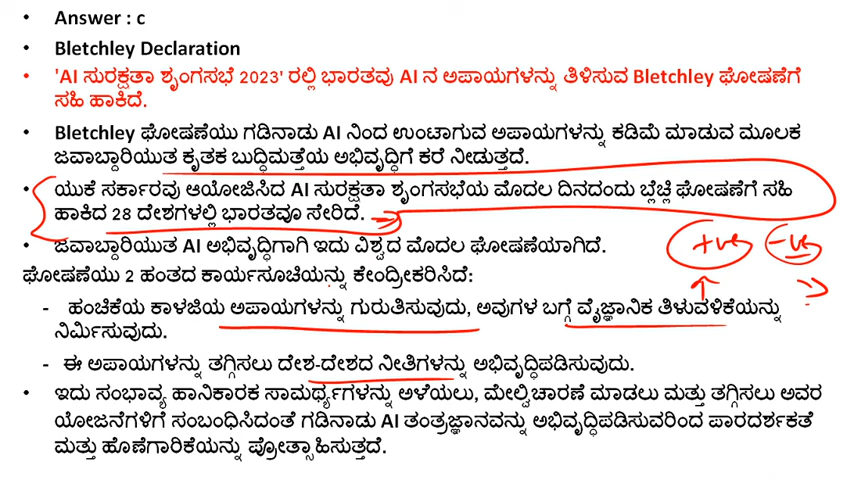 • Answer : c
• Bletchley Declaration
• 'AI ಸುರಕ್ಷತಾ ಶೃಂಗಸಭೆ 2023' ರಲ್ಲಿ ಭಾರತವು AI ನ ಅಪಾಯಗಳನ್ನು ತಿಳಿಸುವ Bletchley ಘೋಷಣೆಗೆ
ಸಹಿ ಹಾಕಿದೆ.
• Bletchley ಘೋಷಣೆಯು ಗಡಿನಾಡು AI ನಿಂದ ಉಂಟಾಗುವ ಅಪಾಯಗಳನ್ನು ಕಡಿಮೆ ಮಾಡುವ ಮೂಲಕ
ಜವಾಬ್ದಾರಿಯುತ ಕೃತಕ ಬುದ್ಧಿಮತ್ತೆಯ ಅಭಿವೃದ್ಧಿಗೆ ಕರೆ ನೀಡುತ್ತದೆ.
• ಯುಕೆ ಸರ್ಕಾರವು ಆಯೋಜಿಸಿದ AI ಸುರಕ್ಷತಾ ಶೃಂಗಸಭೆಯ ಮೊದಲ ದಿನದಂದು ಬ್ಲೆಚ್ಲಿ ಘೋಷಣೆಗೆ ಸಹಿ
ಹಾಕಿದ 28 ದೇಶಗಳಲ್ಲಿ ಭಾರತವೂ ಸೇರಿದೆ.
• ಜವಾಬ್ದಾರಿಯುತ AI ಅಭಿವೃದ್ಧಿಗಾಗಿ ಇದು ವಿಶ್ವದ ಮೊದಲ ಘೋಷಣೆಯಾಗಿದೆ.
+ve -ve
ಘೋಷಣೆಯು 2 ಹಂತದ ಕಾರ್ಯಸೂಚಿಯನ್ನು ಕೇಂದ್ರೀಕರಿಸಿದೆ:
- ಹಂಚಿಕೆಯ ಕಾಳಜಿಯ ಅಪಾಯಗಳನ್ನು ಗುರುತಿಸುವುದು, ಅವುಗಳ ಬಗ್ಗೆ ವೈಜ್ಞಾನಿಕ ತಿಳುವಳಿಕೆಯನ್ನು
ನಿರ್ಮಿಸುವುದು.
- ಈ ಅಪಾಯಗಳನ್ನು ತಗ್ಗಿಸಲು ದೇಶ-ದೇಶದ ನೀತಿಗಳನ್ನು ಅಭಿವೃದ್ಧಿಪಡಿಸುವುದು.
• ಇದು ಸಂಭಾವ್ಯ ಹಾನಿಕಾರಕ ಸಾಮರ್ಥ್ಯಗಳನ್ನು ಅಳೆಯಲು, ಮೇಲ್ವಿಚಾರಣೆ ಮಾಡಲು ಮತ್ತು ತಗ್ಗಿಸಲು ಅವರ
ಯೋಜನೆಗಳಿಗೆ ಸಂಬಂಧಿಸಿದಂತೆ ಗಡಿನಾಡು AI ತಂತ್ರಜ್ಞಾನವನ್ನು ಅಭಿವೃದ್ಧಿಪಡಿಸುವವರಿಂದ ಪಾರದರ್ಶಕತೆ
ಮತ್ತು ಹೊಣೆಗಾರಿಕೆಯನ್ನು ಪ್ರೋತ್ಸಾಹಿಸುತ್ತದೆ.